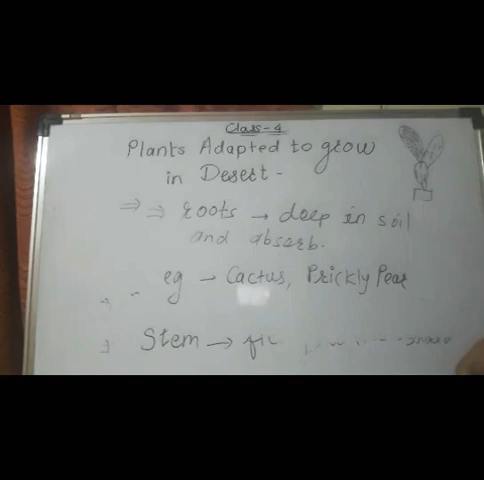 Class-4
Plants Adapted to grow
in Desert -
⇒ ⇒ roots → deep in soil
and absorb.
eg → Cactus, Prickly Pear
Stem →